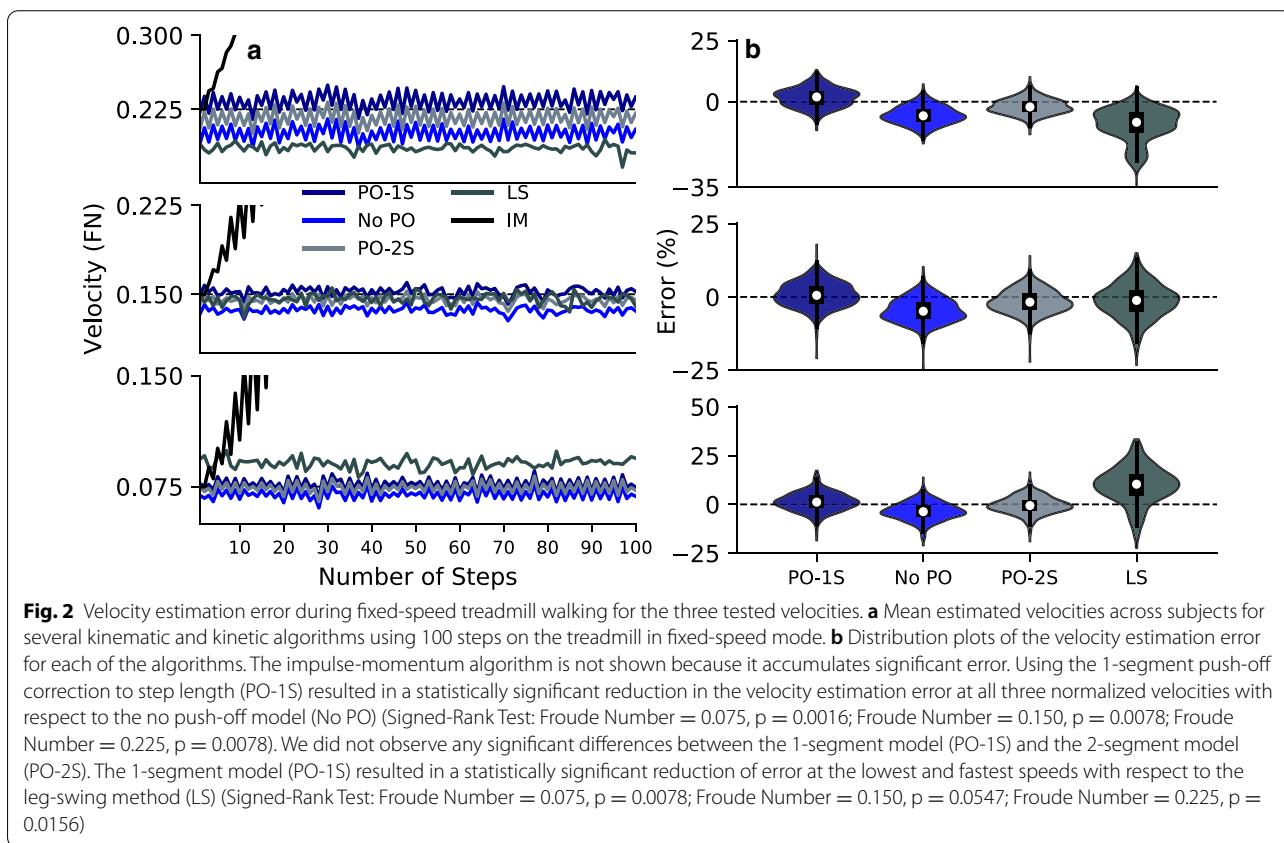 a
0.300
0.225
PO-1S
No PO
PO-2S
LS
IM
0.225
0.150
0.150
0.075
Velocity (FN)
10 20 30 40 50 60 70 80 90 100
Number of Steps
b
25
0
−35
25
0
−25
50
25
0
−25
Error (%)
PO-1S No PO PO-2S LS
Fig. 2 Velocity estimation error during fixed-speed treadmill walking for the three tested velocities. a Mean estimated velocities across subjects for
several kinematic and kinetic algorithms using 100 steps on the treadmill in fixed-speed mode. b Distribution plots of the velocity estimation error
for each of the algorithms. The impulse-momentum algorithm is not shown because it accumulates significant error. Using the 1-segment push-off
correction to step length (PO-1S) resulted in a statistically significant reduction in the velocity estimation error at all three normalized velocities with
respect to the no push-off model (No PO) (Signed-Rank Test: Froude Number = 0.075, p = 0.0016; Froude Number = 0.150, p = 0.0078; Froude
Number = 0.225, p = 0.0078). We did not observe any significant differences between the 1-segment model (PO-1S) and the 2-segment model
(PO-2S). The 1-segment model (PO-1S) resulted in a statistically significant reduction of error at the lowest and fastest speeds with respect to the
leg-swing method (LS) (Signed-Rank Test: Froude Number = 0.075, p = 0.0078; Froude Number = 0.150, p = 0.0547; Froude Number = 0.225, p =
0.0156)